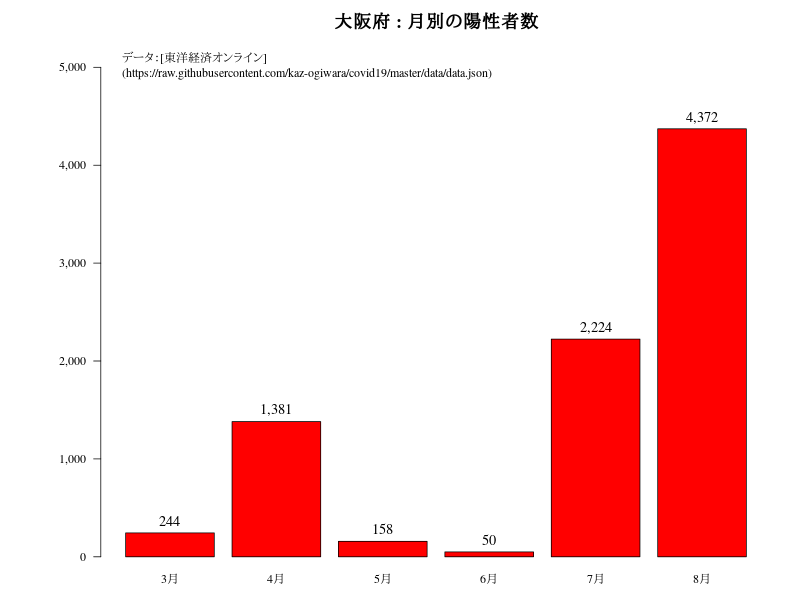 大阪府 : 月別の陽性者数
データ：[東洋経済オンライン]
(https://raw.githubusercontent.com/kaz-ogiwara/covid19/master/data/data.json)
5,000
4,000
3,000
2,000
1,000
0
244
1,381
158
50
2,224
4,372
3月
4月
5月
6月
7月
8月